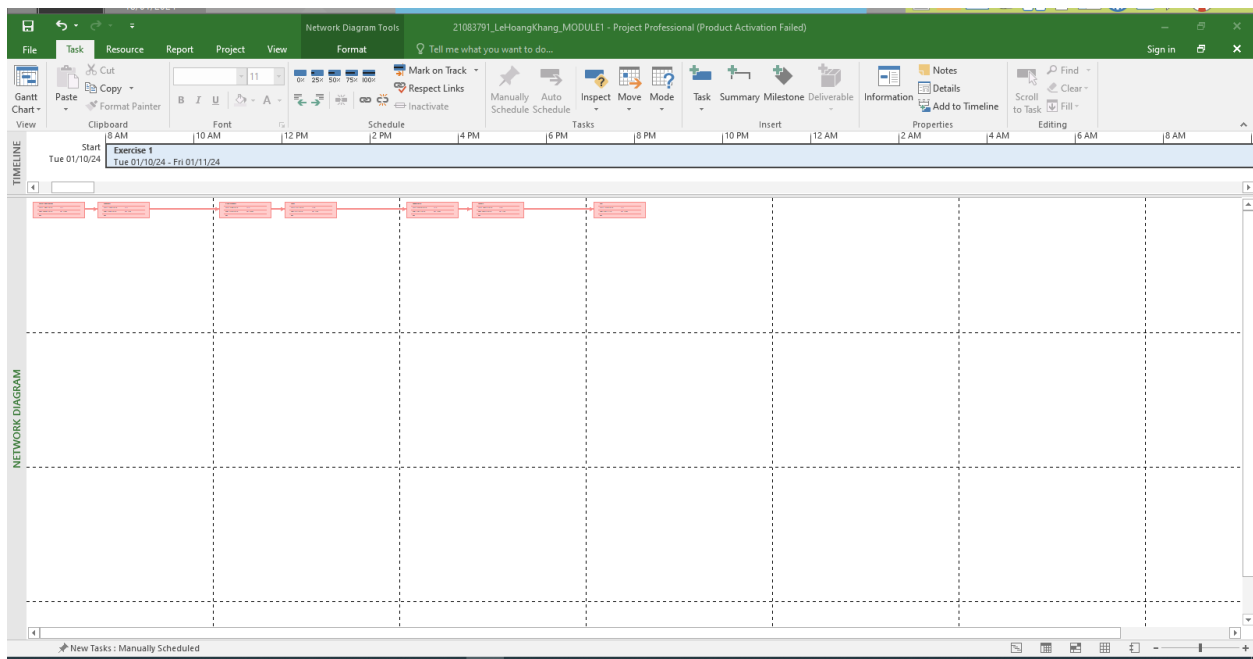 Network Diagram Tools
21083791_LeHoangKhang_MODULE1 - Project Professional (Product Activation Failed)
File Task Resource Report Project View Format Tell me what you want to do... Sign in
Gantt Chart
View
Paste
Cut
Copy
Format Painter
Clipboard
11
B I U A
Font
0% 25% 50% 75% 100%
Mark on Track
Respect Links
Inactivate
Schedule
Manually Schedule
Auto Schedule
Inspect
Move
Mode
Tasks
Task
Summary
Milestone
Deliverable
Insert
Information
Notes
Details
Add to Timeline
Properties
Scroll to Task
Find
Clear
Fill
Editing
TIMELINE
8 AM 10 AM 12 PM 2 PM 4 PM 6 PM 8 PM 10 PM 12 AM 2 AM 4 AM 6 AM 8 AM
Start
Tue 01/10/24
Exercise 1
Tue 01/10/24 - Fri 01/11/24
NETWORK DIAGRAM
New Tasks : Manually Scheduled